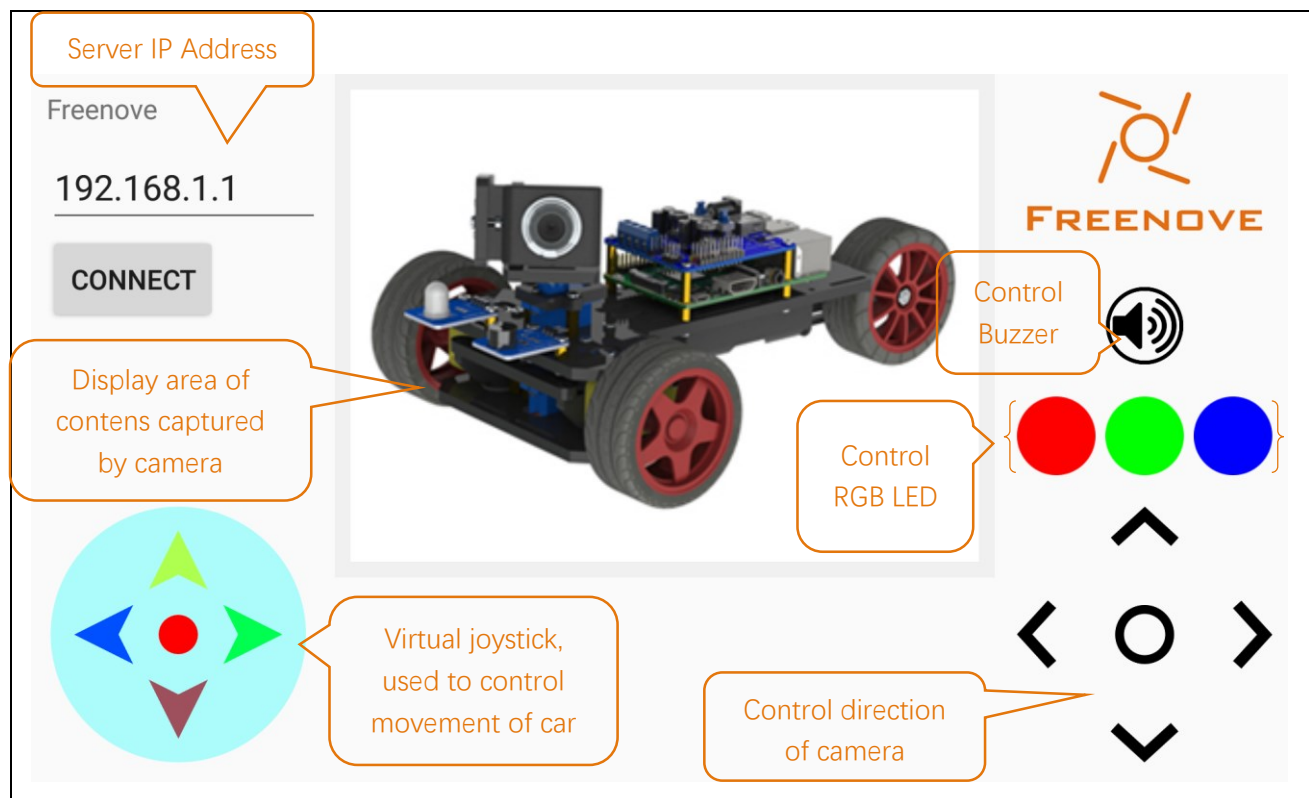 Server IP Address
Freenove
192.168.1.1
CONNECT
FREENOVE
Control
Buzzer
Display area of
contens captured
by camera
Control
RGB LED
Virtual joystick,
used to control
movement of car
Control direction
of camera